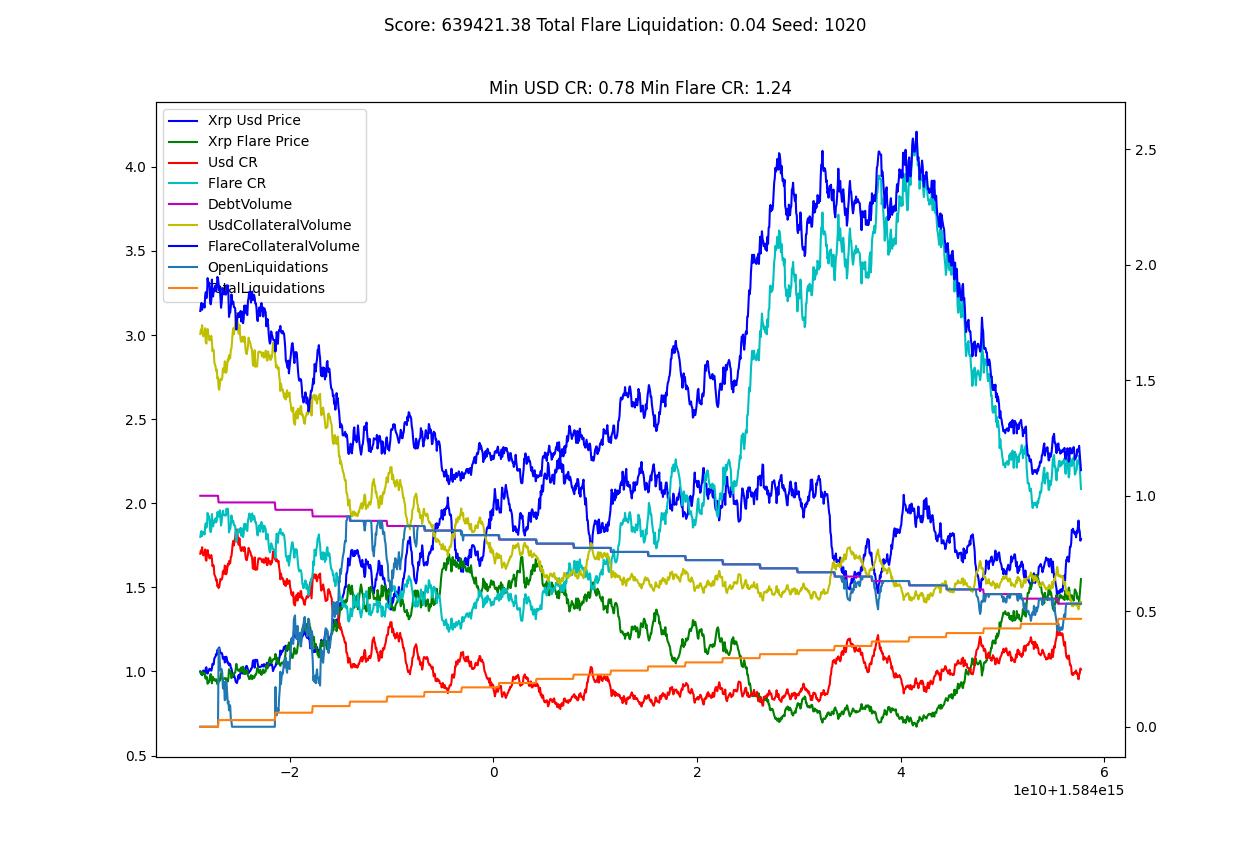 Score: 639421.38 Total Flare Liquidation: 0.04 Seed: 1020
Min USD CR: 0.78 Min Flare CR: 1.24
Xrp Usd Price
Xrp Flare Price
Usd CR
Flare CR
DebtVolume
UsdCollateralVolume
FlareCollateralVolume
OpenLiquidations
TotalLiquidations
4.0
3.5
3.0
2.5
2.0
1.5
1.0
0.5
2.5
2.0
1.5
1.0
0.5
0.0
−2 0 2 4 6
1e10+1.584e15